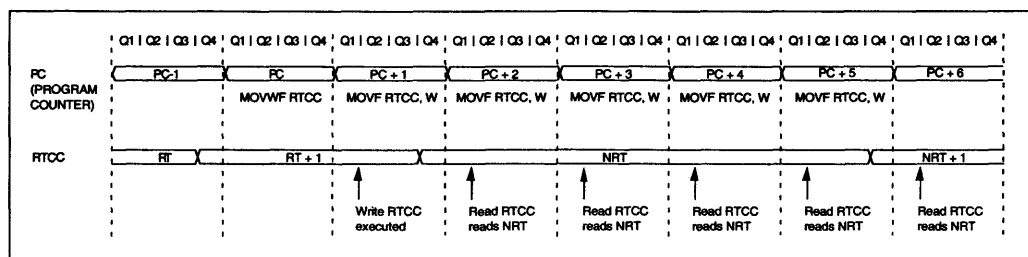 Q1 | Q2 | Q3 | Q4 Q1 | Q2 | Q3 | Q4 Q1 | Q2 | Q3 | Q4 Q1 | Q2 | Q3 | Q4 Q1 | Q2 | Q3 | Q4 Q1 | Q2 | Q3 | Q4 Q1 | Q2 | Q3 | Q4 Q1 | Q2 | Q3 | Q4
PC PC-1 PC PC + 1 PC + 2 PC + 3 PC + 4 PC + 5 PC + 6
(PROGRAM
COUNTER) MOVWF RTCC MOVF RTCC, W MOVF RTCC, W MOVF RTCC, W MOVF RTCC, W MOVF RTCC, W
RTCC RT RT + 1 NRT NRT + 1
Write RTCC Read RTCC Read RTCC Read RTCC Read RTCC Read RTCC
executed reads NRT reads NRT reads NRT reads NRT reads NRT